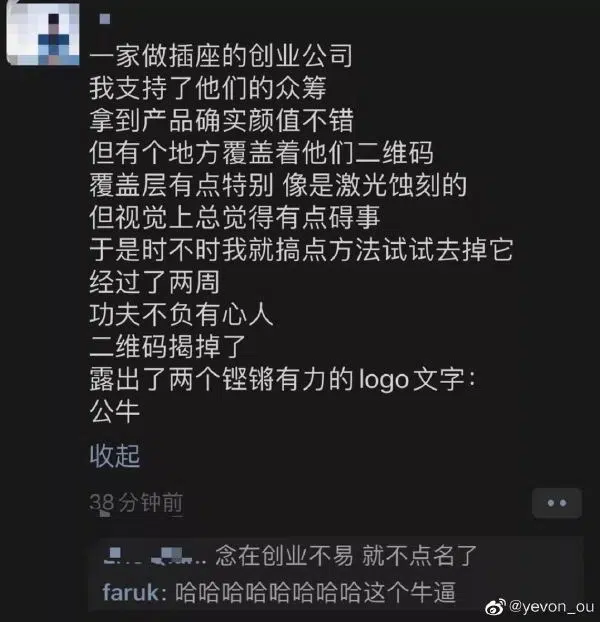 一家做插座的创业公司
我支持了他们的众筹
拿到产品确实颜值不错
但有个地方覆盖着他们二维码
覆盖层有点特别 像是激光蚀刻的
但视觉上总觉得有点碍事
于是时不时我就搞点方法试试去掉它
经过了两周
功夫不负有心人
二维码揭掉了
露出了两个铿锵有力的logo文字：
公牛
收起
38分钟前
念在创业不易 就不点名了
faruk: 哈哈哈哈哈哈哈哈这个牛逼
@yevon_ou